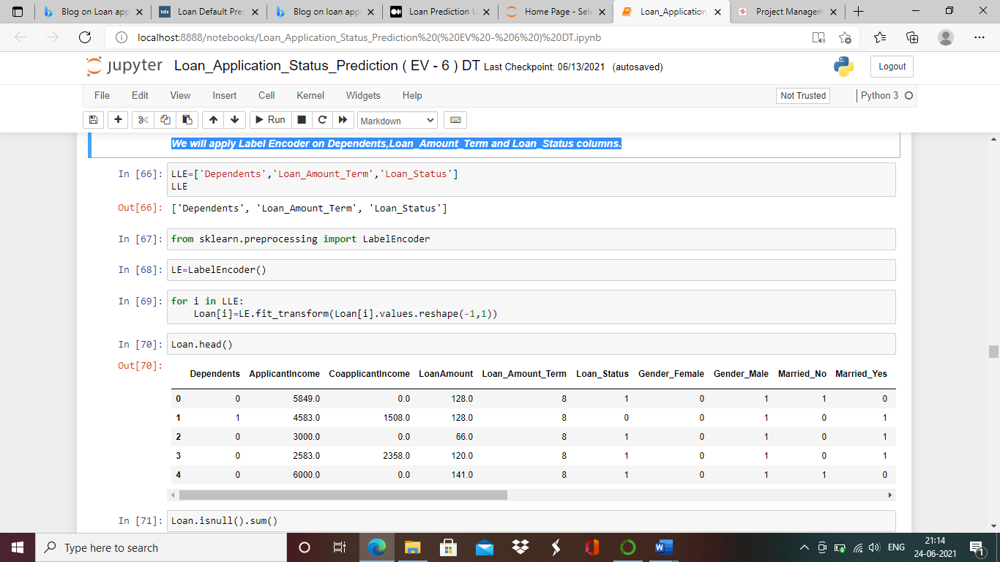 Blog on Loan app
Loan Default Pred
Blog on loan app
Loan Prediction U
Home Page - Sele
Loan_Application
Project Managem
localhost:8888/notebooks/Loan_Application_Status_Prediction%20(%20EV%20-%206%20)%20DT.ipynb
jupyter Loan_Application_Status_Prediction ( EV - 6 ) DT Last Checkpoint: 06/13/2021 (autosaved)
Logout
File Edit View Insert Cell Kernel Widgets Help
Not Trusted
Python 3
Run
Markdown
We will apply Label Encoder on Dependents,Loan_Amount_Term and Loan_Status columns.
In [66]: LLE=['Dependents','Loan_Amount_Term','Loan_Status']
LLE
Out[66]: ['Dependents', 'Loan_Amount_Term', 'Loan_Status']
In [67]: from sklearn.preprocessing import LabelEncoder
In [68]: LE=LabelEncoder()
In [69]: for i in LLE:
Loan[i]=LE.fit_transform(Loan[i].values.reshape(-1,1))
In [70]: Loan.head()
Out[70]:
Dependents ApplicantIncome CoapplicantIncome LoanAmount Loan_Amount_Term Loan_Status Gender_Female Gender_Male Married_No Married_Yes
0 0 5849.0 0.0 128.0 8 1 0 1 1 0
1 1 4583.0 1508.0 128.0 8 0 0 1 0 1
2 0 3000.0 0.0 66.0 8 1 0 1 0 1
3 0 2583.0 2358.0 120.0 8 1 0 1 0 1
4 0 6000.0 0.0 141.0 8 1 0 1 1 0
In [71]: Loan.isnull().sum()
Type here to search
ENG
21:14
24-06-2021
1